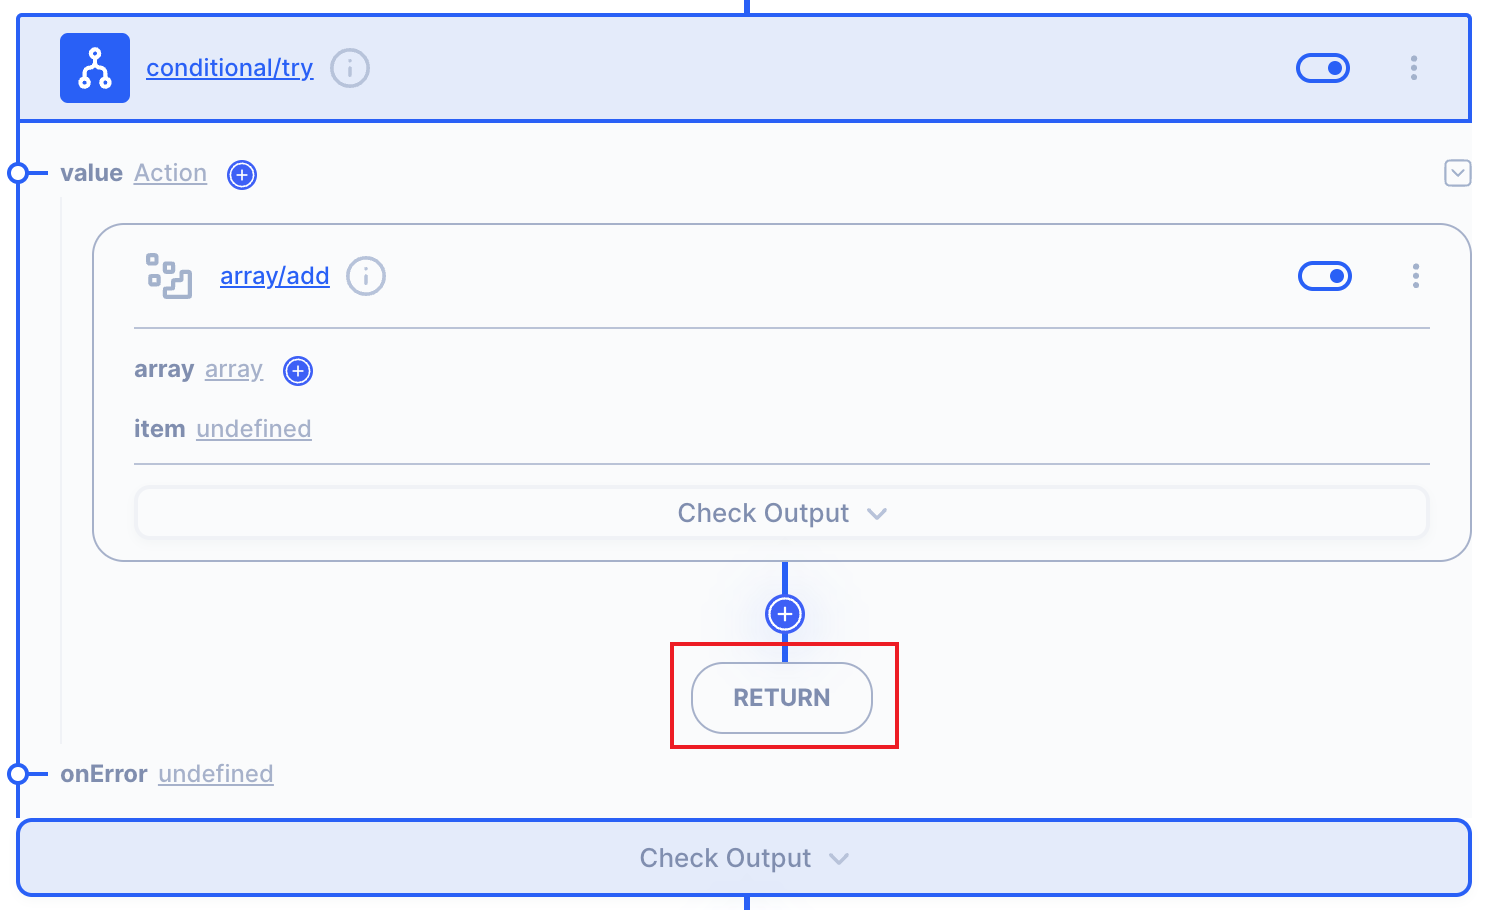 conditional/try
value Action
array/add
array array
item undefined
Check Output
RETURN
onError undefined
Check Output